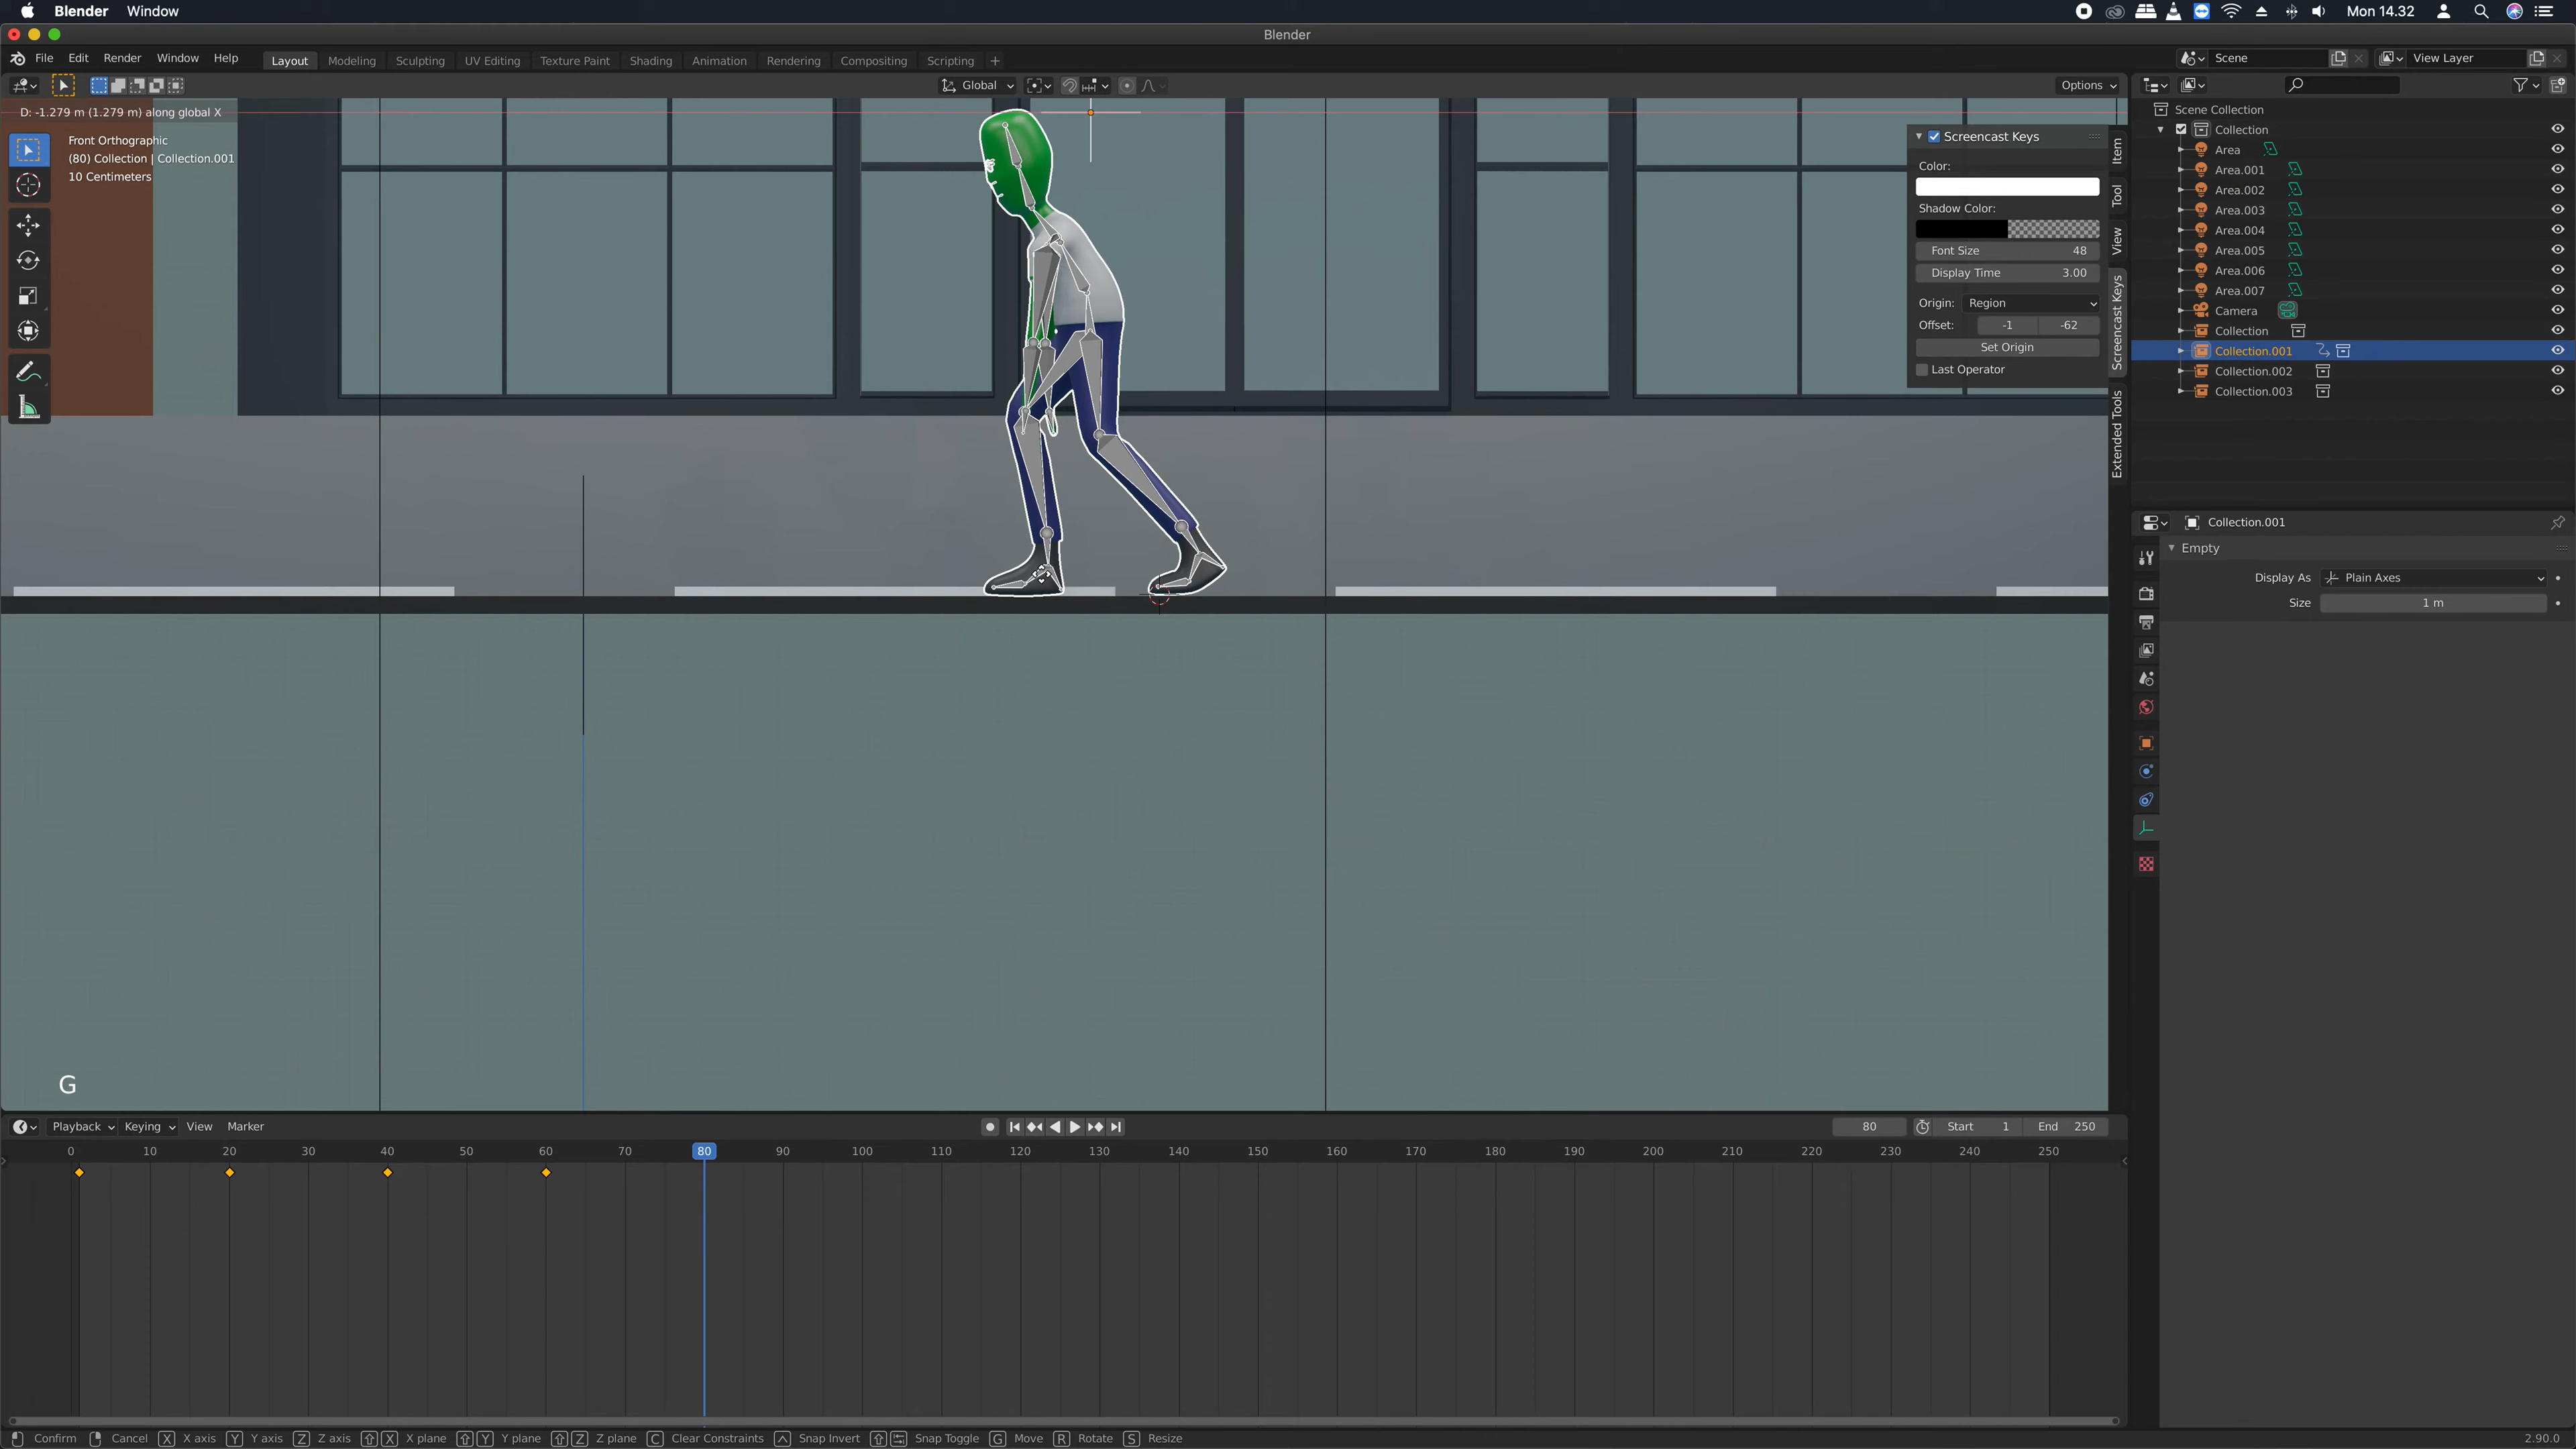 Blender Window
Mon 14.32
Blender
File Edit Render Window Help
Layout Modeling Sculpting UV Editing Texture Paint Shading Animation Rendering Compositing Scripting +
Scene
View Layer
Global
Options
D: -1.279 m (1.279 m) along global X
Front Orthographic
(80) Collection | Collection.001
10 Centimeters
Screencast Keys
Color:
Shadow Color:
Font Size 48
Display Time 3.00
Origin: Region
Offset: -1 -62
Set Origin
Last Operator
Item
Tool
View
Screencast Keys
Extended Tools
Scene Collection
Collection
Area
Area.001
Area.002
Area.003
Area.004
Area.005
Area.006
Area.007
Camera
Collection
Collection.001
Collection.002
Collection.003
Collection.001
Empty
Display As Plain Axes
Size 1 m
G
Playback Keying View Marker
80 Start 1 End 250
0 10 20 30 40 50 60 70 80 90 100 110 120 130 140 150 160 170 180 190 200 210 220 230 240 250
Confirm Cancel X X axis Y Y axis Z Z axis X X plane Y Y plane Z Z plane C Clear Constraints Snap Invert Snap Toggle G Move R Rotate S Resize
2.90.0